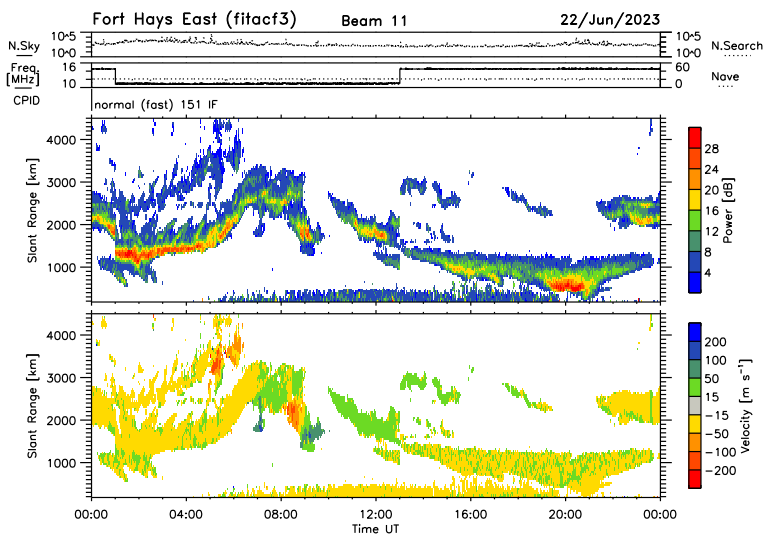 Fort Hays East (fitacf3) Beam 11 22/Jun/2023
N.Sky 10^5 10^0 10^5 10^0 N.Search
Freq. [MHz] 16 10 60 0 Nave
CPID normal (fast) 151 IF
Slant Range [km] 4000 3000 2000 1000
Power [dB] 28 24 20 16 12 8 4
Slant Range [km] 4000 3000 2000 1000
Velocity [m s⁻¹] 200 100 50 15 −15 −50 −100 −200
00:00 04:00 08:00 12:00 16:00 20:00 00:00
Time UT